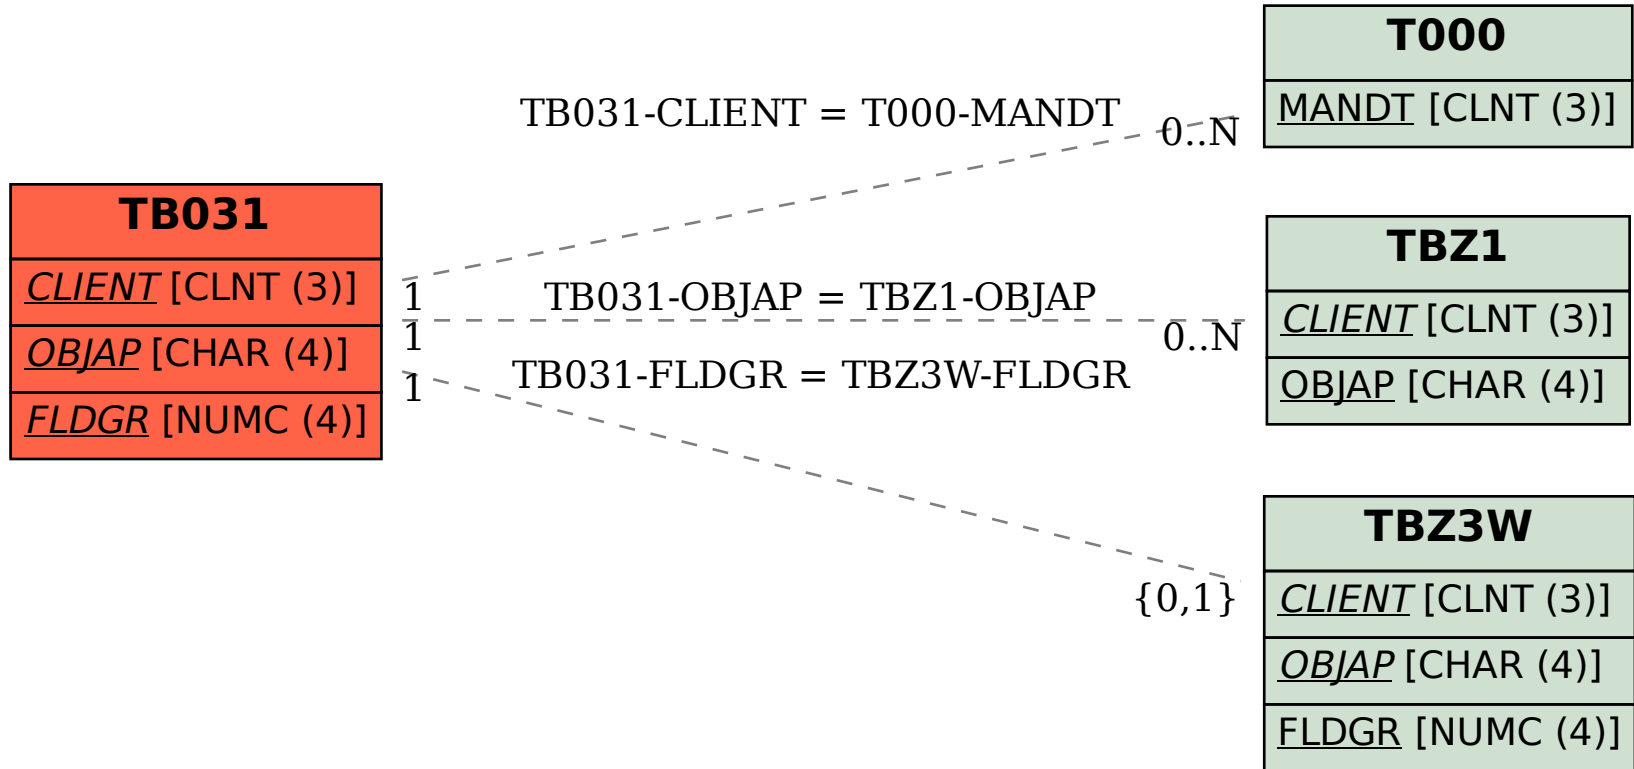 TB031
CLIENT [CLNT (3)]
OBJAP [CHAR (4)]
FLDGR [NUMC (4)]
TB031-CLIENT = T000-MANDT
0..N
1
TB031-OBJAP = TBZ1-OBJAP
1
0..N
TB031-FLDGR = TBZ3W-FLDGR
1
{0,1}
T000
MANDT [CLNT (3)]
TBZ1
CLIENT [CLNT (3)]
OBJAP [CHAR (4)]
TBZ3W
CLIENT [CLNT (3)]
OBJAP [CHAR (4)]
FLDGR [NUMC (4)]